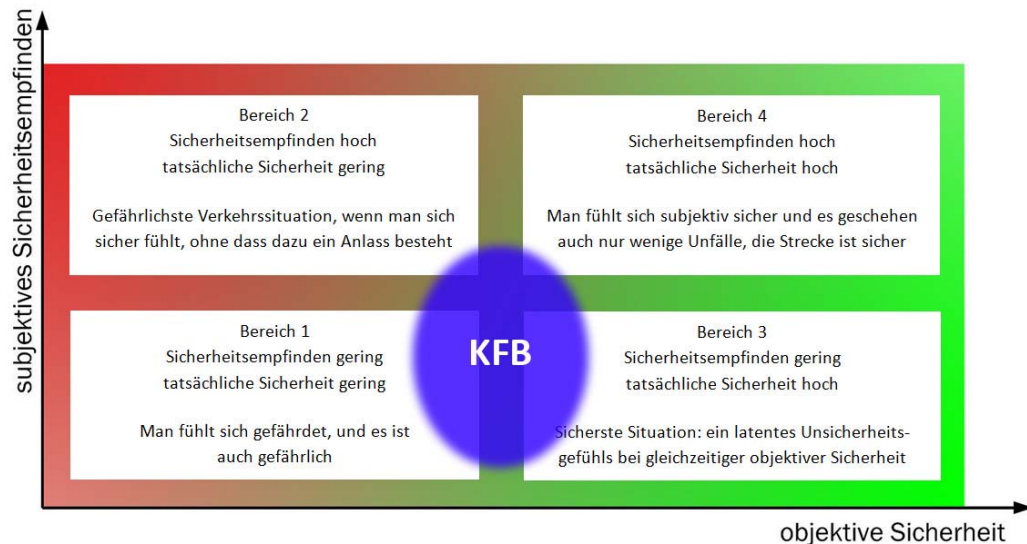 subjektives Sicherheitsempfinden
Bereich 2
Sicherheitsempfinden hoch
tatsächliche Sicherheit gering
Gefährlichste Verkehrssituation, wenn man sich
sicher fühlt, ohne dass dazu ein Anlass besteht
Bereich 4
Sicherheitsempfinden hoch
tatsächliche Sicherheit hoch
Man fühlt sich subjektiv sicher und es geschehen
auch nur wenige Unfälle, die Strecke ist sicher
Bereich 1
Sicherheitsempfinden gering
tatsächliche Sicherheit gering
Man fühlt sich gefährdet, und es ist
auch gefährlich
KFB
Bereich 3
Sicherheitsempfinden gering
tatsächliche Sicherheit hoch
Sicherste Situation: ein latentes Unsicherheits-
gefühls bei gleichzeitiger objektiver Sicherheit
objektive Sicherheit